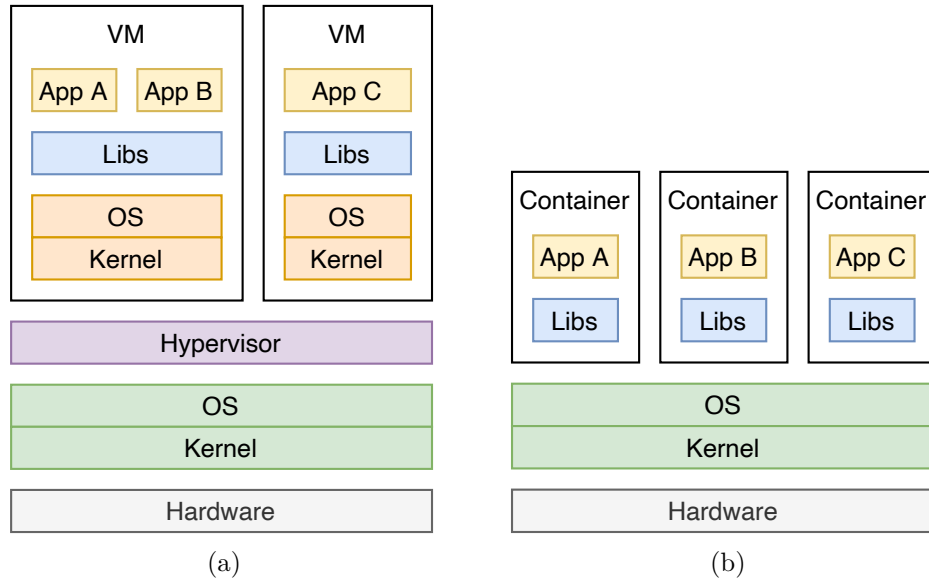 VM
App A App B
Libs
OS
Kernel
VM
App C
Libs
OS
Kernel
Hypervisor
OS
Kernel
Hardware
(a)
Container
App A
Libs
Container
App B
Libs
Container
App C
Libs
OS
Kernel
Hardware
(b)